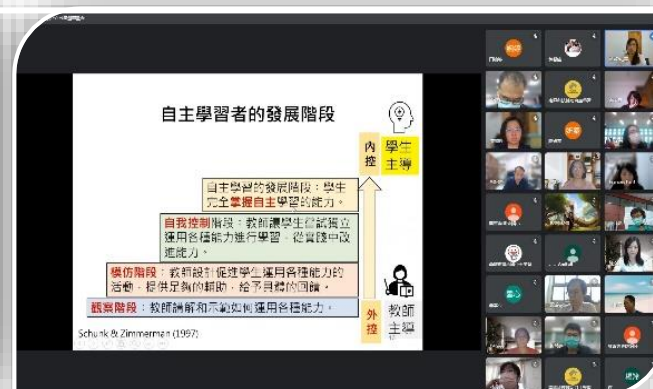 自主學習者的發展階段
內控
學生
主導
自主學習的發展階段：學生
完全掌握自主學習的能力。
自我控制階段：教師讓學生嘗試獨立
運用各種能力進行學習，從實踐中改
進能力。
模仿階段：教師設計促進學生運用各種能力的
活動，提供足夠的輔助，給予具體的回饋。
觀察階段：教師講解和示範如何運用各種能力。
外控
教師
主導
Schunk & Zimmerman (1997)